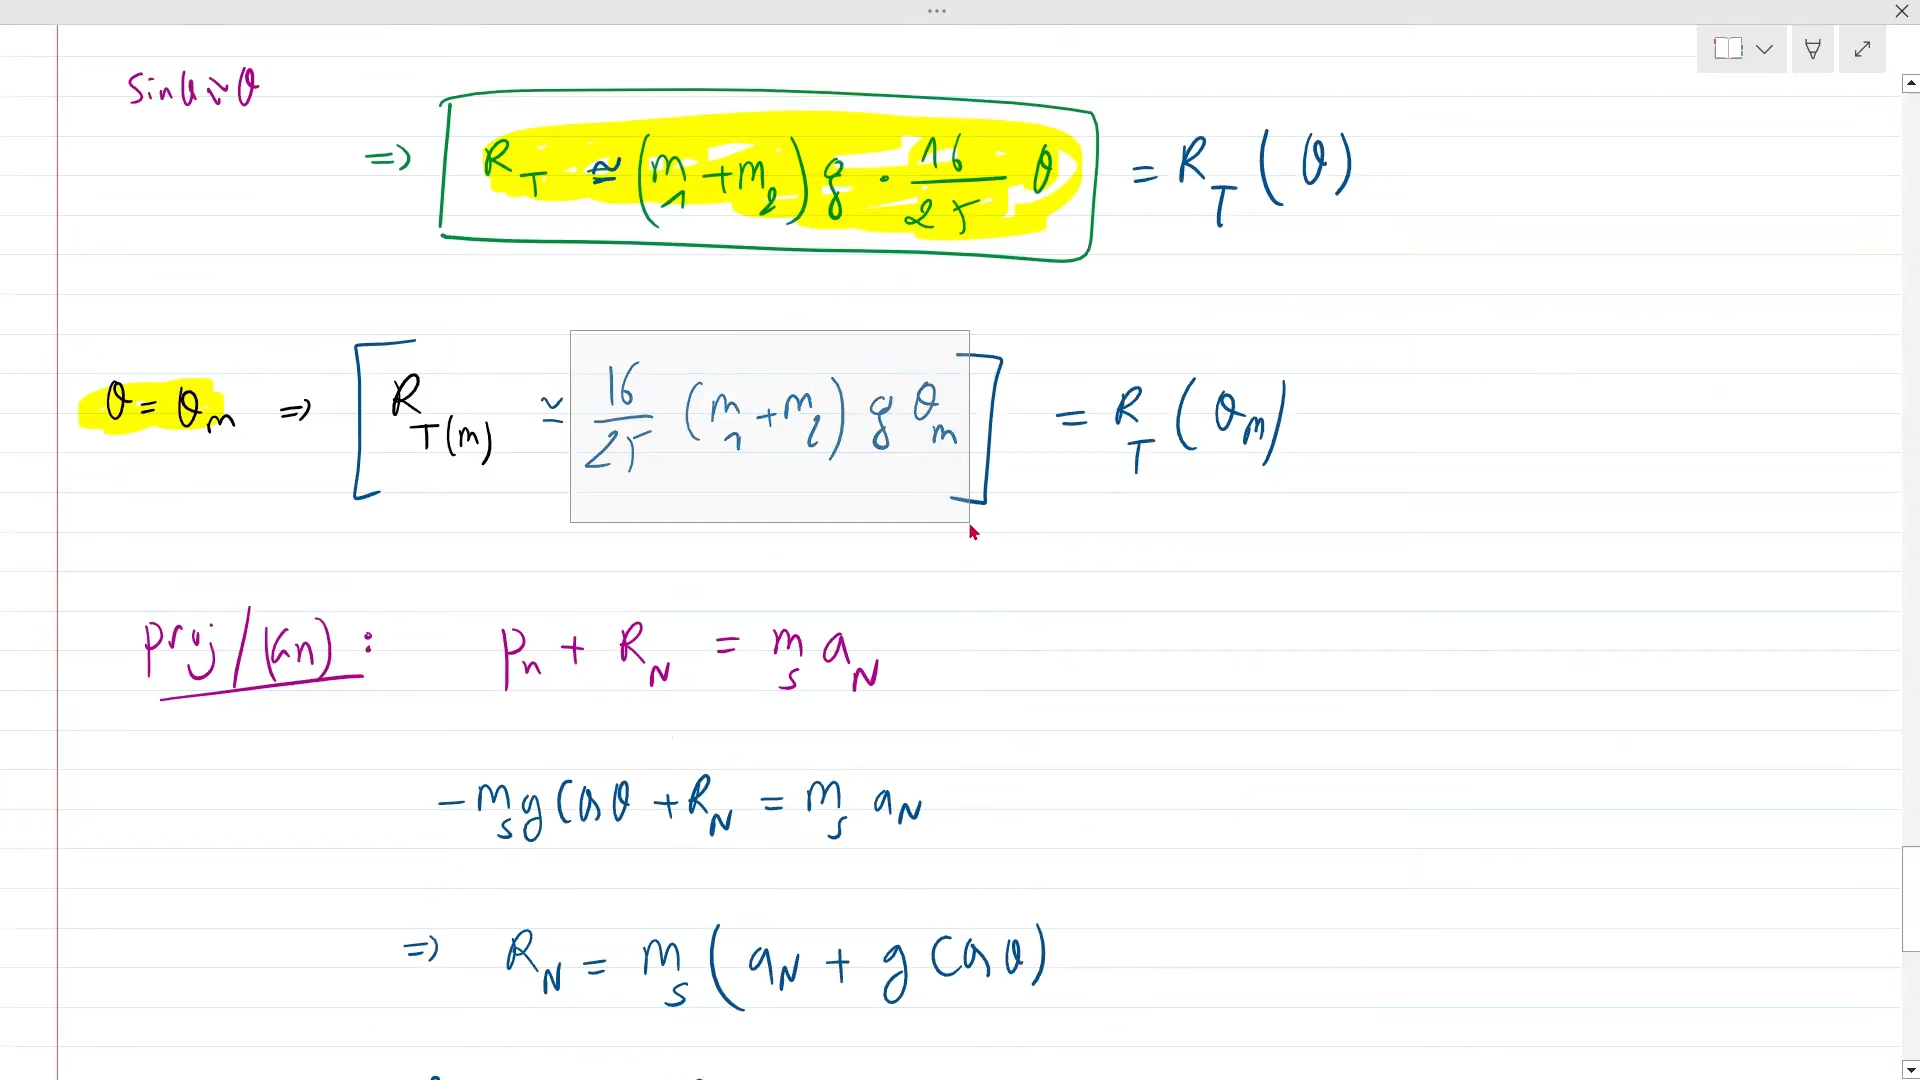 sin θ ≈ θ
=> R_T ≃ (m_1 + m_2) g · 16/25 θ = R_T (θ)
θ = θ_m => [ R_T(m) ≃ 16/25 (m_1 + m_2) g θ_m ] = R_T (θ_m)
proj/(an) : P_n + R_N = m_s a_N
- m_s g cos θ + R_N = m_s a_N
=> R_N = m_s (a_N + g cos θ)